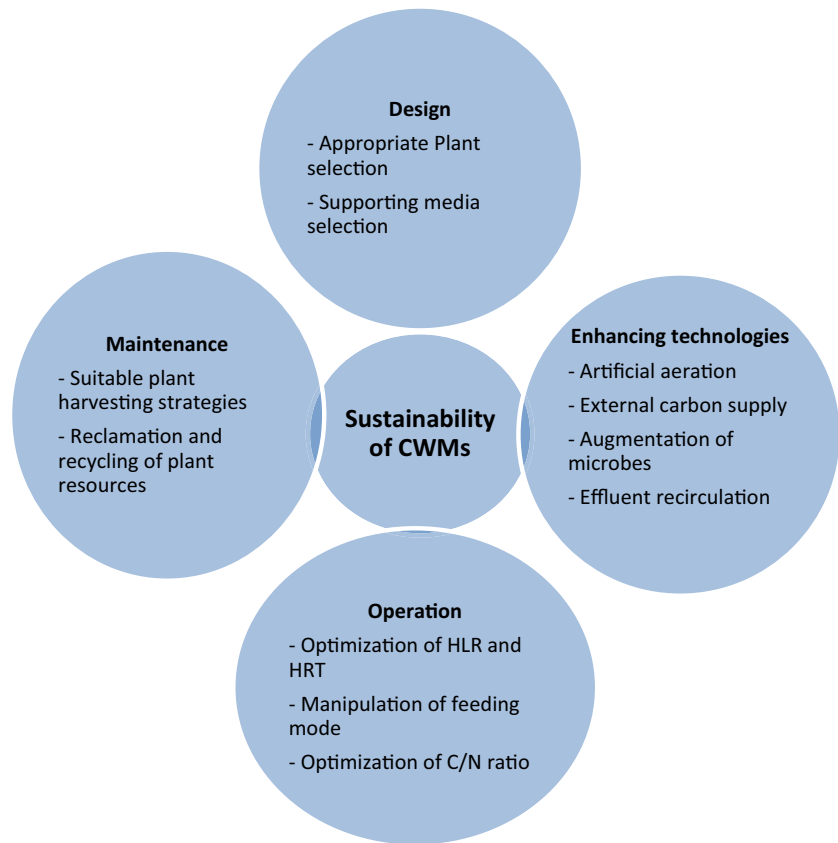 Design
- Appropriate Plant
selection
- Supporting media
selection
Maintenance
- Suitable plant
harvesting strategies
- Reclamation and
recycling of plant
resources
Sustainability
of CWMs
Enhancing technologies
- Artificial aeration
- External carbon supply
- Augmentation of
microbes
- Effluent recirculation
Operation
- Optimization of HLR and
HRT
- Manipulation of feeding
mode
- Optimization of C/N ratio